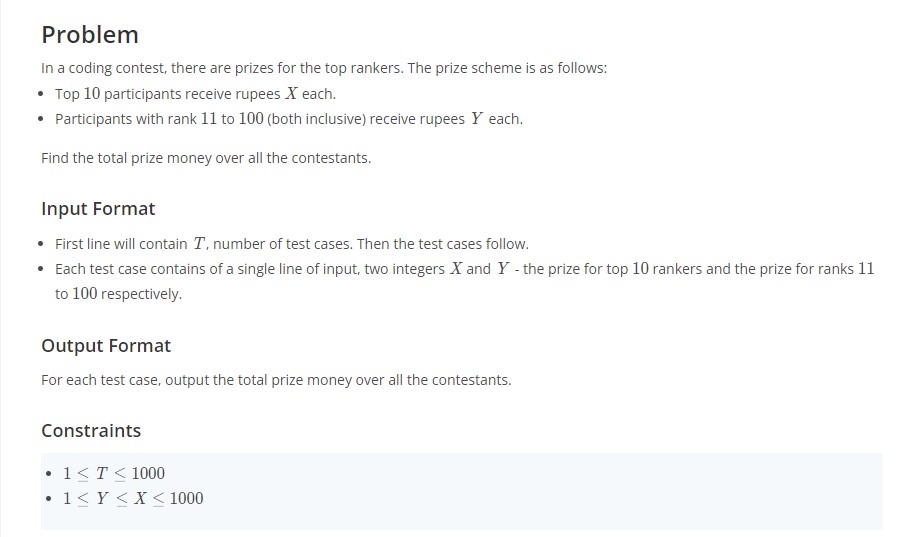 Problem
In a coding contest, there are prizes for the top rankers. The prize scheme is as follows:
• Top 10 participants receive rupees X each.
• Participants with rank 11 to 100 (both inclusive) receive rupees Y each.
Find the total prize money over all the contestants.
Input Format
• First line will contain T, number of test cases. Then the test cases follow.
• Each test case contains of a single line of input, two integers X and Y - the prize for top 10 rankers and the prize for ranks 11
to 100 respectively.
Output Format
For each test case, output the total prize money over all the contestants.
Constraints
• 1 ≤ T ≤ 1000
• 1 ≤ Y ≤ X ≤ 1000